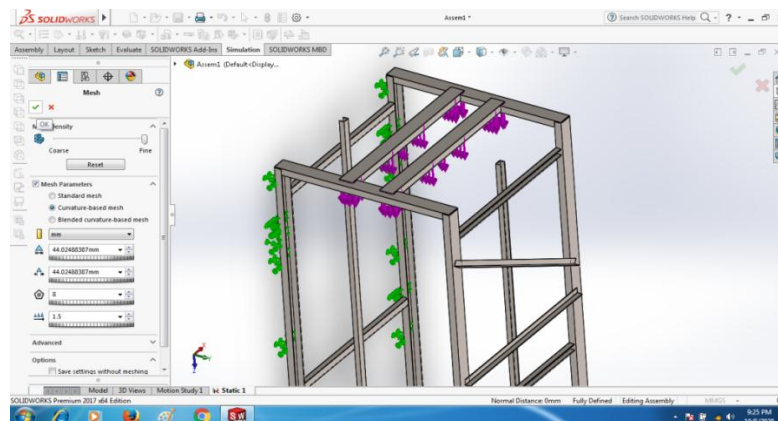 SOLIDWORKS
Assem1 *
Search SOLIDWORKS Help
Assembly Layout Sketch Evaluate SOLIDWORKS Add-Ins Simulation SOLIDWORKS MBD
Assem1 (Default<Display...
Mesh
OK
Coarse Fine
Reset
Mesh Parameters
Standard mesh
Curvature-based mesh
Blended curvature-based mesh
mm
44.02488387mm
44.02488387mm
8
1.5
Advanced
Options
Save settings without meshing
Model 3D Views Motion Study 1 Static 1
SOLIDWORKS Premium 2017 x64 Edition Normal Distance: 0mm Fully Defined Editing Assembly MMGS
9:25 PM